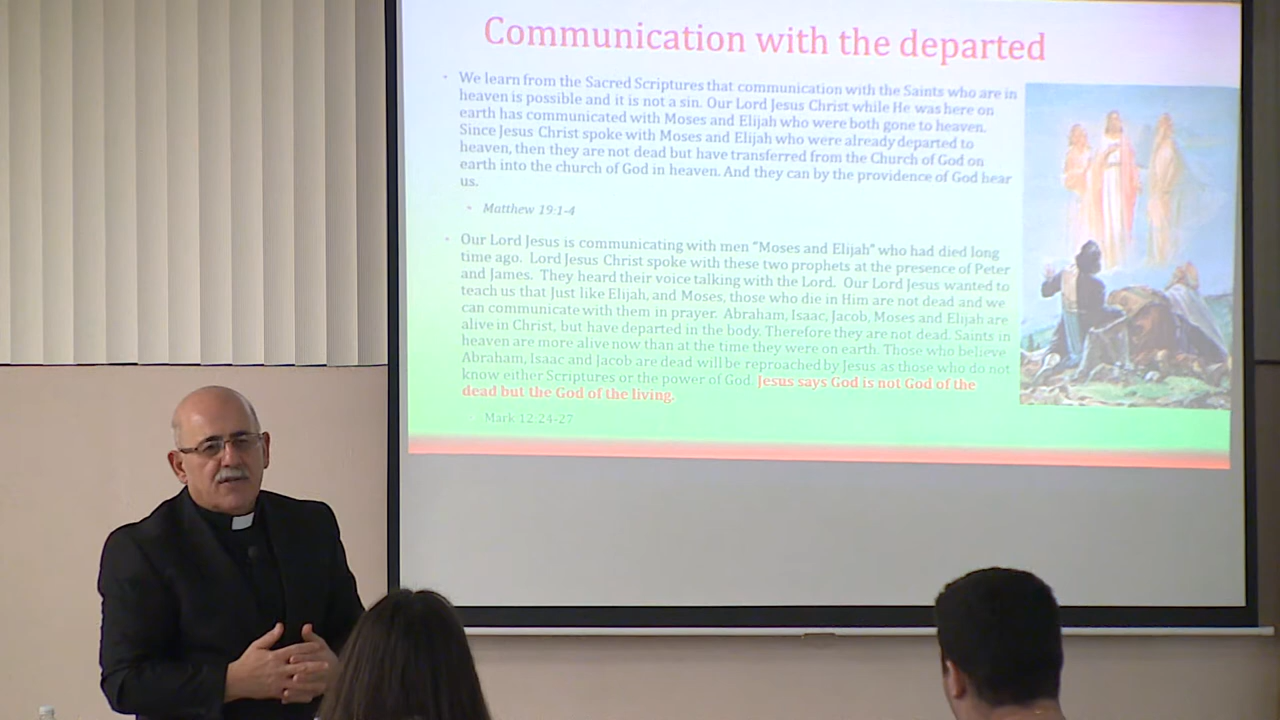 Communication with the departed
We learn from the Sacred Scriptures that communication with the Saints who are in
heaven is possible and it is not a sin. Our Lord Jesus Christ while He was here on
earth has communicated with Moses and Elijah who were both gone to heaven.
Since Jesus Christ spoke with Moses and Elijah who were already departed to
heaven, then they are not dead but have transferred from the Church of God on
earth into the church of God in heaven. And they can by the providence of God hear
us.
Matthew 19:1-4
Our Lord Jesus is communicating with men "Moses and Elijah" who had died long
time ago. Lord Jesus Christ spoke with these two prophets at the presence of Peter
and James. They heard their voice talking with the Lord. Our Lord Jesus wanted to
teach us that Just like Elijah, and Moses, those who die in Him are not dead and we
can communicate with them in prayer. Abraham, Isaac, Jacob, Moses and Elijah are
alive in Christ, but have departed in the body. Therefore they are not dead. Saints in
heaven are more alive now than at the time they were on earth. Those who believe
Abraham, Isaac and Jacob are dead will be reproached by Jesus as those who do not
know either Scriptures or the power of God. Jesus says God is not God of the
dead but the God of the living.
Mark 12:24-27